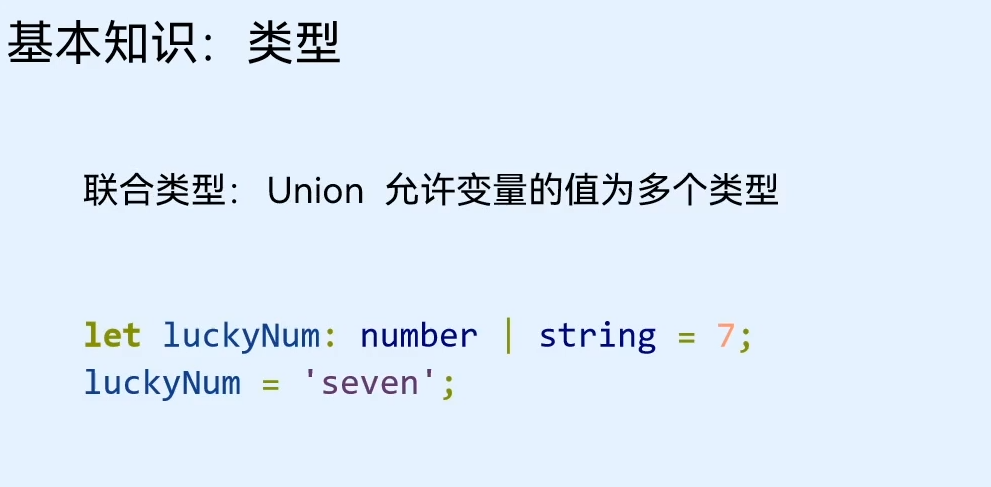 基本知识：类型
联合类型： Union 允许变量的值为多个类型
let luckyNum: number | string = 7;
luckyNum = 'seven';